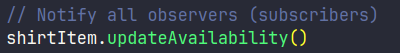 // Notify all observers (subscribers)
shirtItem.updateAvailability()